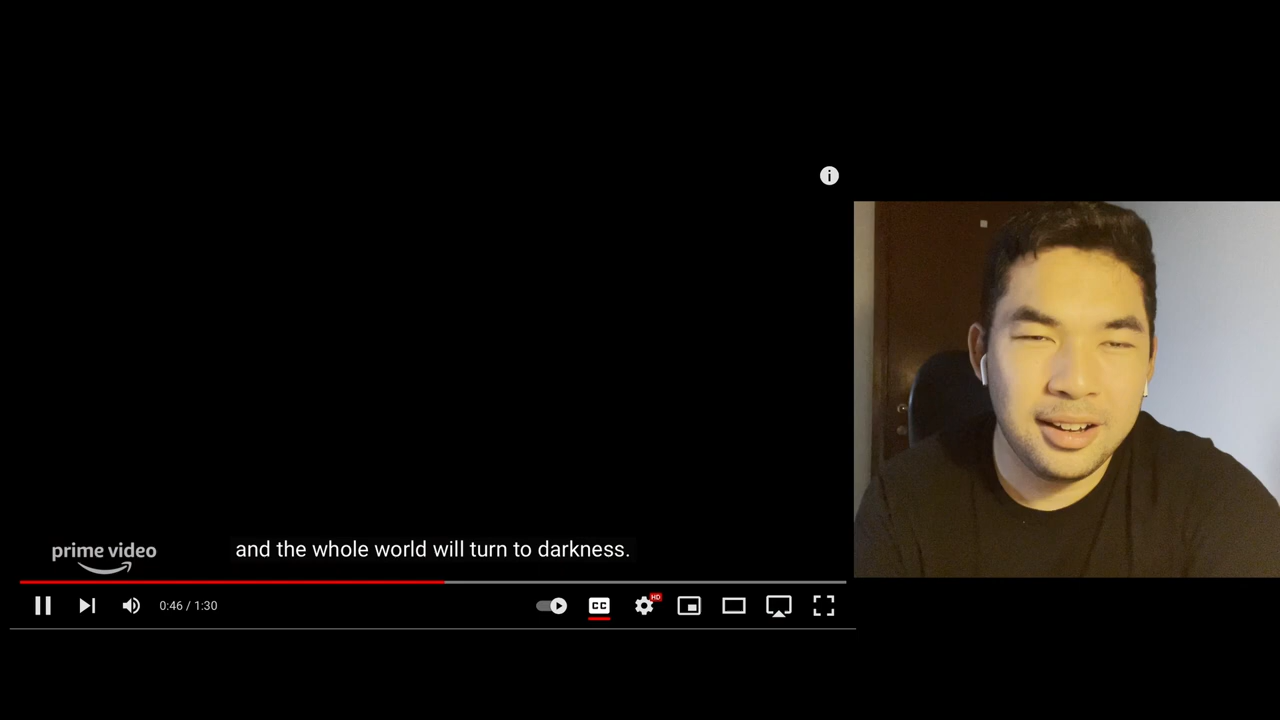 i
prime video
and the whole world will turn to darkness.
0:46 / 1:30
CC
HD